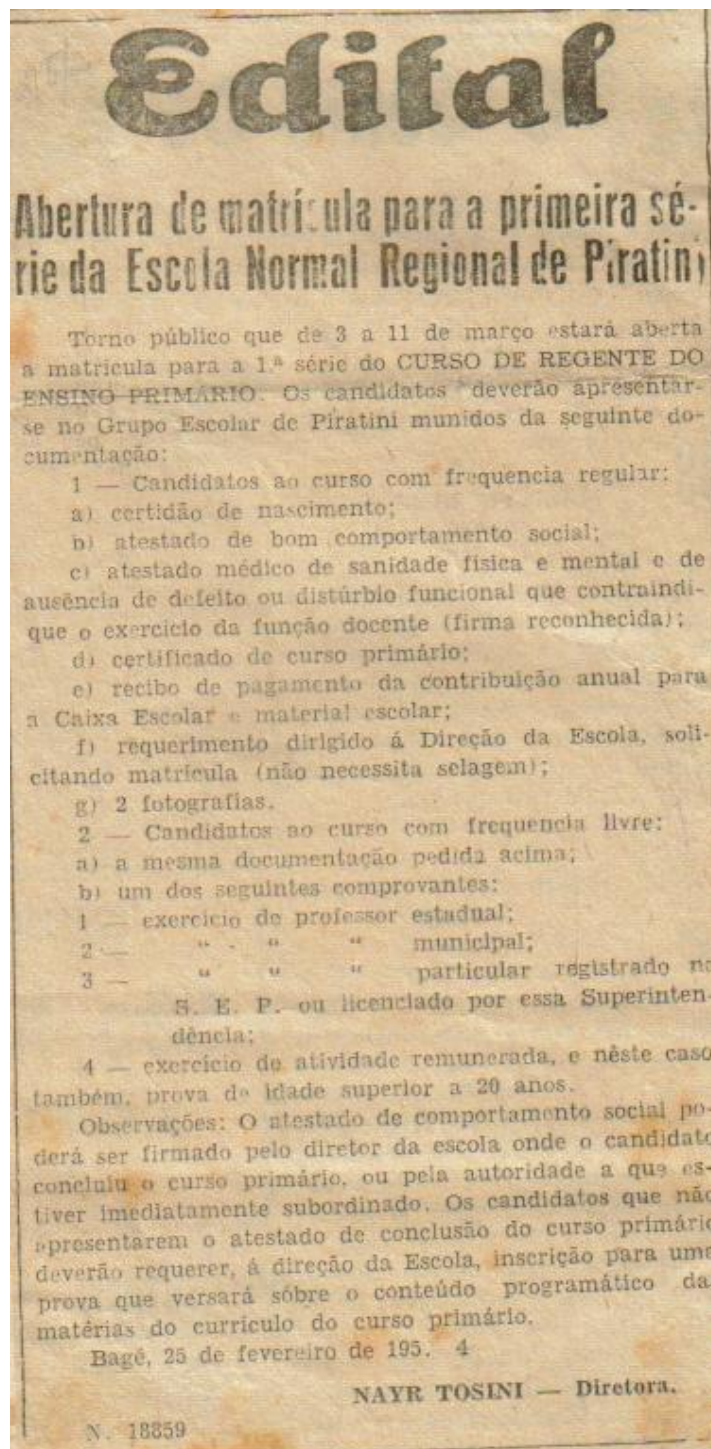 Edital
Abertura de matrícula para a primeira sé-
rie da Escola Normal Regional de Piratini
Torno público que de 3 a 11 de março estará aberta
a matrícula para a 1.ª série do CURSO DE REGENTE DO
ENSINO PRIMÁRIO. Os candidatos deverão apresentar-
se no Grupo Escolar de Piratini munidos da seguinte do-
cumentação:
1 — Candidatos ao curso com frequencia regular:
a) certidão de nascimento;
b) atestado de bom comportamento social;
c) atestado médico de sanidade física e mental e de
ausência de defeito ou distúrbio funcional que contraindi-
que o exercício da função docente (firma reconhecida);
d) certificado de curso primário;
e) recibo de pagamento da contribuição anual para
a Caixa Escolar e material escolar;
f) requerimento dirigido á Direção da Escola, soli-
citando matrícula (não necessita selagem);
g) 2 fotografias.
2 — Candidatos ao curso com frequencia livre:
a) a mesma documentação pedida acima;
b) um dos seguintes comprovantes:
1 — exercício de professor estadual;
2 — “ “ “ municipal;
3 — “ “ “ particular registrado na
S. E. P. ou licenciado por essa Superinten-
dência;
4 — exercício de atividade remunerada, e nêste caso
também, prova de idade superior a 20 anos.
Observações: O atestado de comportamento social po-
derá ser firmado pelo diretor da escola onde o candidato
concluiu o curso primário, ou pela autoridade a que es-
tiver imediatamente subordinado. Os candidatos que não
apresentarem o atestado de conclusão do curso primário
deverão requerer, á direção da Escola, inscrição para uma
prova que versará sôbre o conteúdo programático da
matérias do currículo do curso primário.
Bagé, 25 de fevereiro de 195. 4
NAYR TOSINI — Diretora.
N. 18859